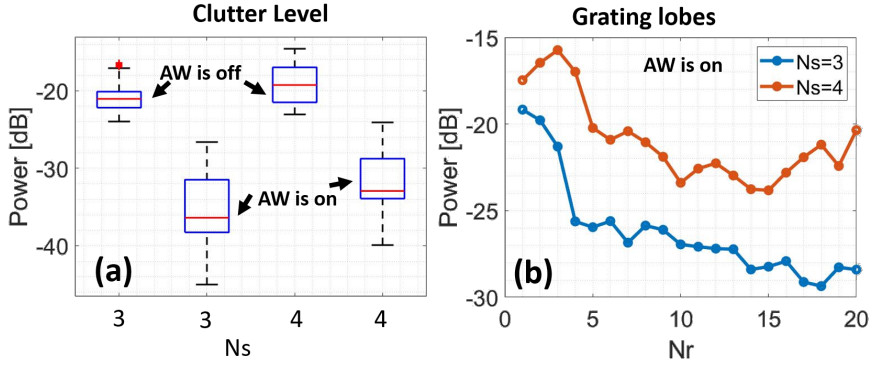 Clutter Level
Power [dB]
-20
-30
-40
AW is off
AW is on
(a)
3
3
4
4
Ns
Grating lobes
Power [dB]
-15
-20
-25
-30
AW is on
Ns=3
Ns=4
(b)
0
5
10
15
20
Nr